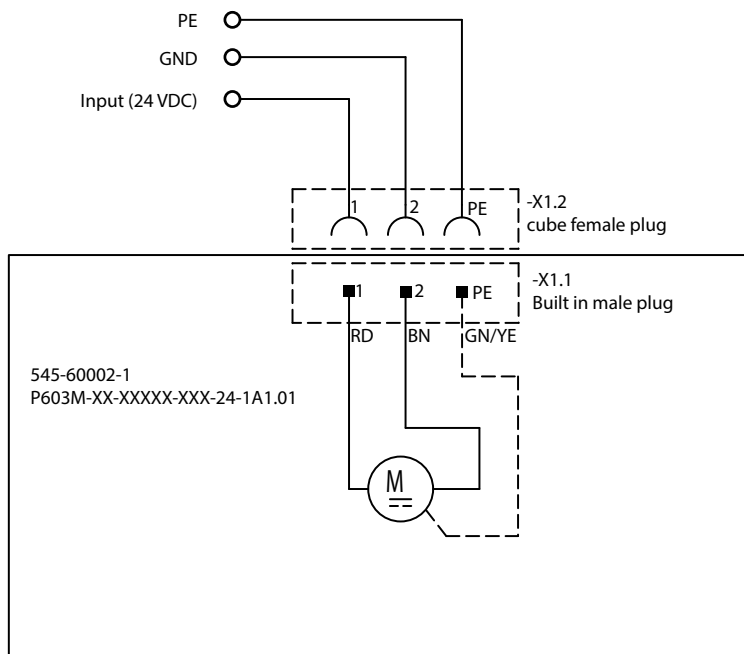 PE
GND
Input (24 VDC)
1 2 PE
-X1.2
cube female plug
1 2 PE
-X1.1
Built in male plug
RD BN GN/YE
545-60002-1
P603M-XX-XXXXX-XXX-24-1A1.01
M